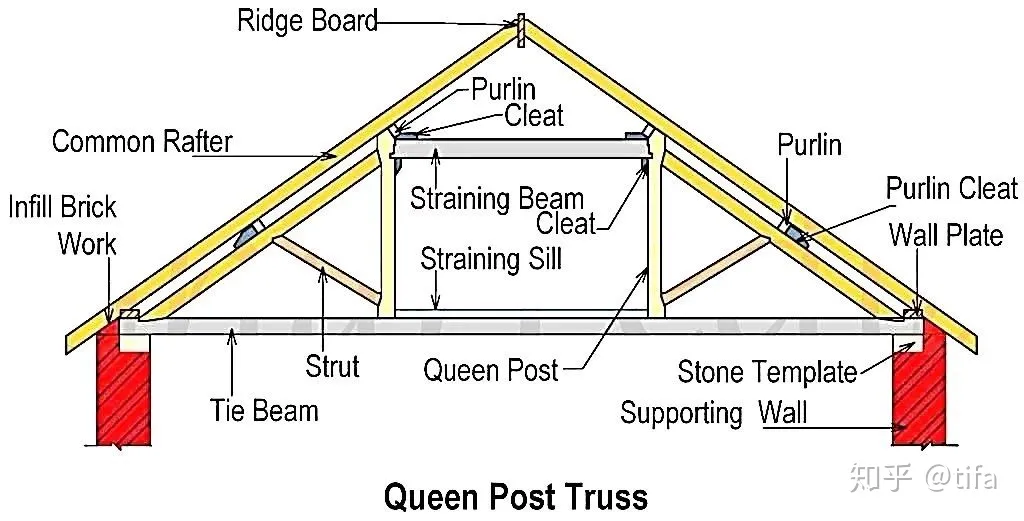 Ridge Board
Purlin
Cleat
Common Rafter
Purlin
Purlin Cleat
Infill Brick
Work
Straining Beam
Cleat
Wall Plate
Straining Sill
Strut
Queen Post
Stone Template
Tie Beam
Supporting Wall
Queen Post Truss
知乎 @tifa